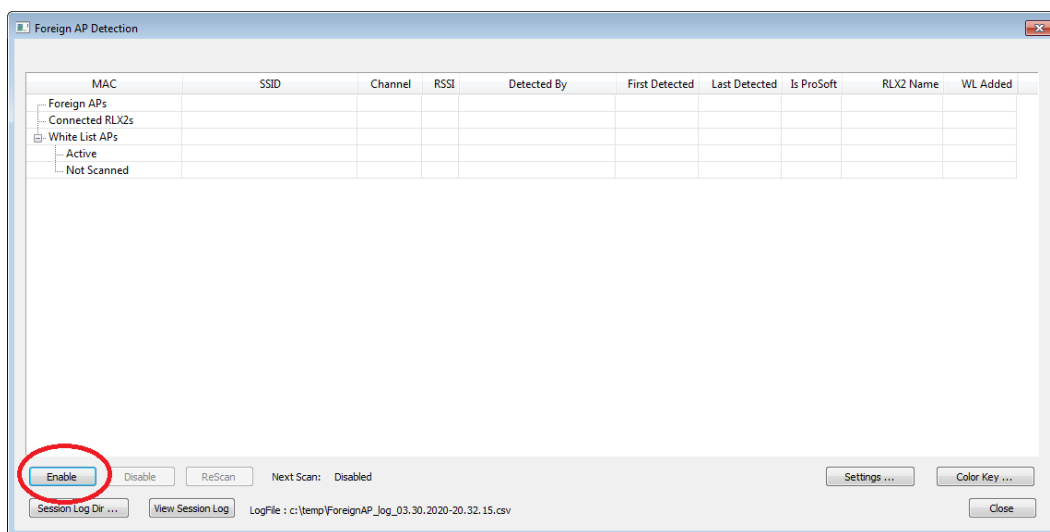 Foreign AP Detection
MAC SSID Channel RSSI Detected By First Detected Last Detected Is ProSoft RLX2 Name WL Added
Foreign APs
Connected RLX2s
White List APs
Active
Not Scanned
Enable Disable ReScan Next Scan: Disabled Settings ... Color Key ...
Session Log Dir ... View Session Log LogFile : c:\temp\ForeignAP_log_03.30.2020-20.32.15.csv Close